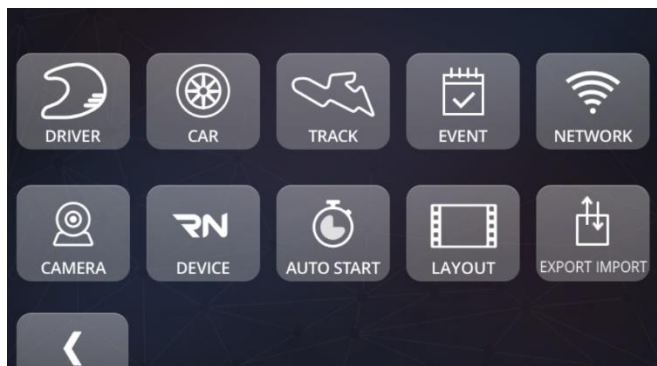 DRIVER
CAR
TRACK
EVENT
NETWORK
CAMERA
RN
DEVICE
AUTO START
LAYOUT
EXPORT IMPORT